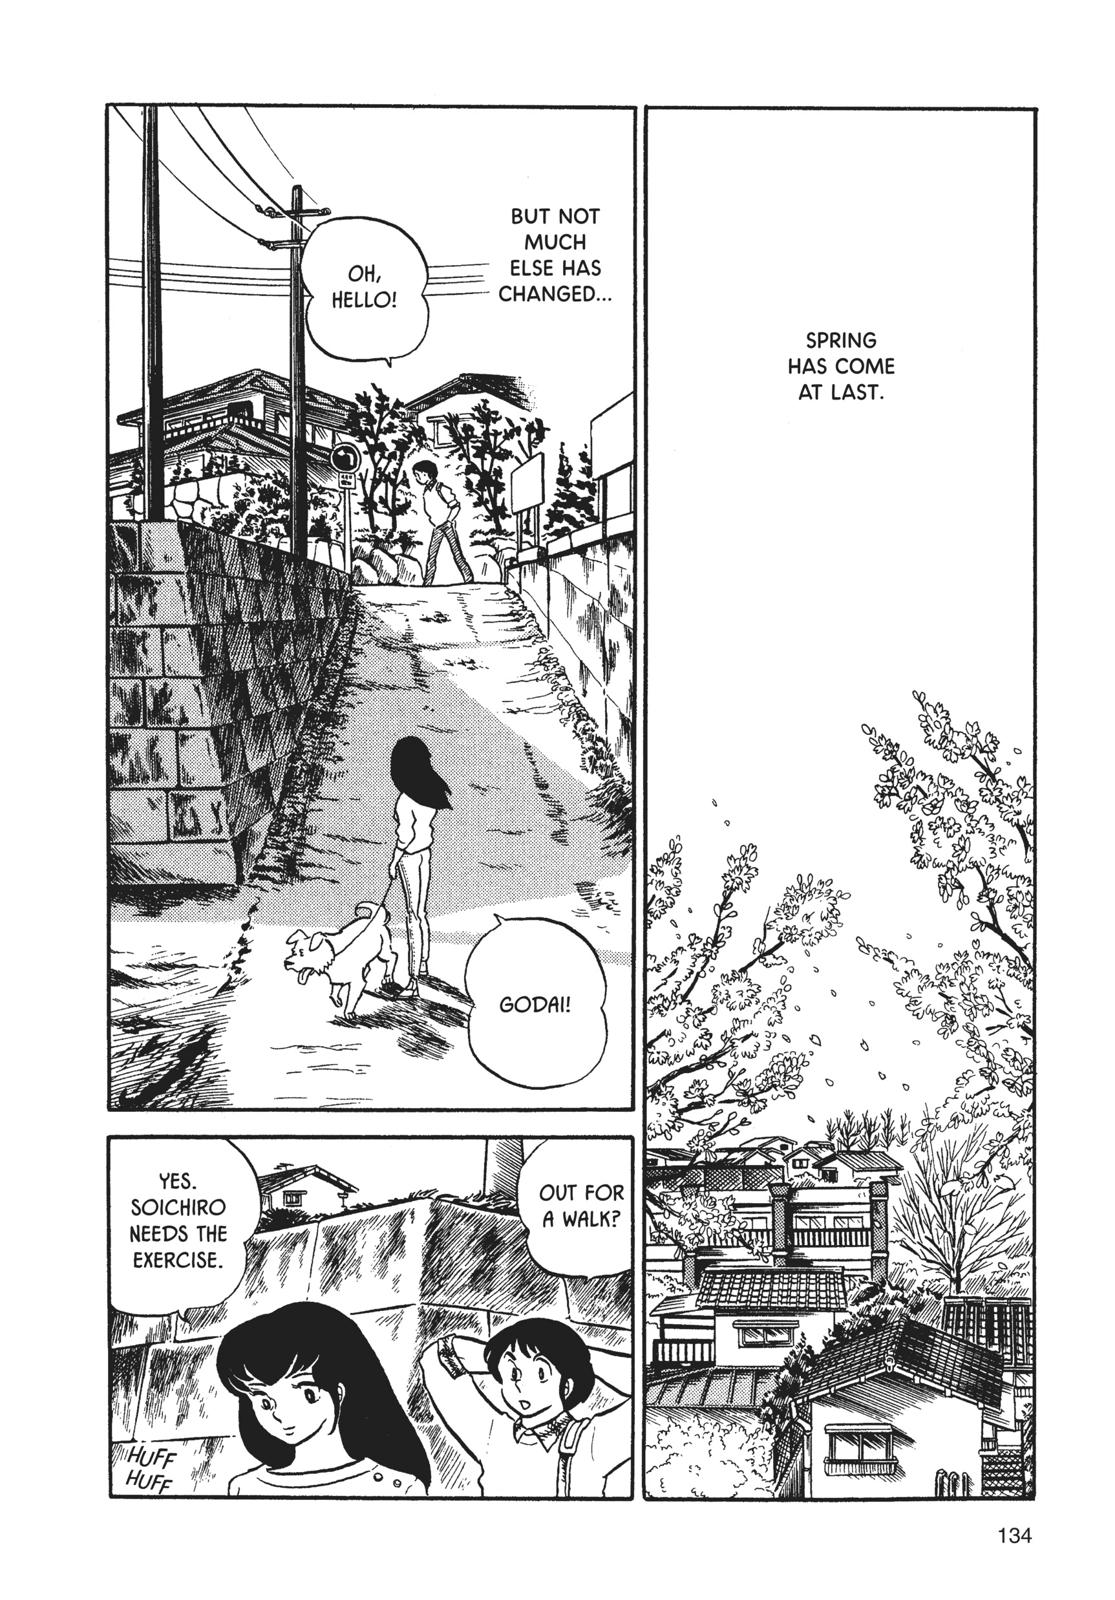 SPRING
HAS COME
AT LAST.
BUT NOT
MUCH
ELSE HAS
CHANGED...
OH,
HELLO!
GODAI!
OUT FOR
A WALK?
YES.
SOICHIRO
NEEDS THE
EXERCISE.
HUFF
HUFF
134